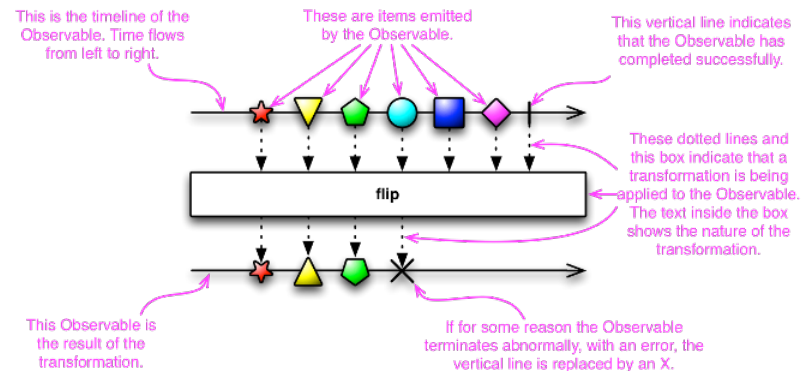 This is the timeline of the
Observable. Time flows
from left to right.
These are items emitted
by the Observable.
This vertical line indicates
that the Observable has
completed successfully.
These dotted lines and
this box indicate that a
transformation is being
applied to the Observable.
The text inside the box
shows the nature of the
transformation.
flip
This Observable is
the result of the
transformation.
If for some reason the Observable
terminates abnormally, with an error, the
vertical line is replaced by an X.